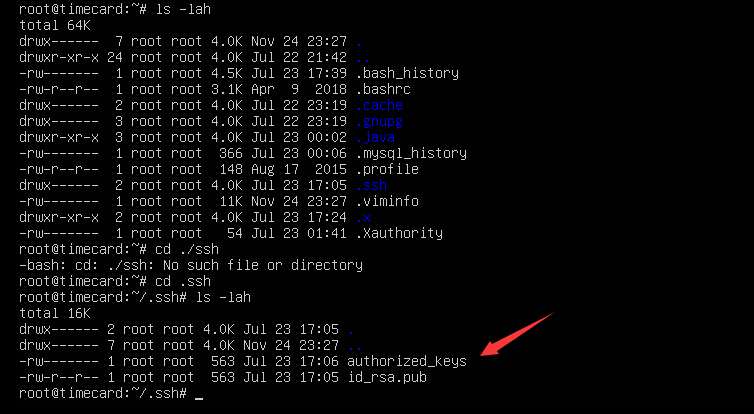 root@timecard:~# ls -lah
total 64K
drwx------  7 root root 4.0K Nov 24 23:27 .
drwxr-xr-x 24 root root 4.0K Jul 22 21:42 ..
-rw-------  1 root root 4.5K Jul 23 17:39 .bash_history
-rw-r--r--  1 root root 3.1K Apr  9  2018 .bashrc
drwx------  2 root root 4.0K Jul 22 23:19 .cache
drwx------  3 root root 4.0K Jul 22 23:19 .gnupg
drwxr-xr-x  3 root root 4.0K Jul 23 00:02 .java
-rw-------  1 root root  366 Jul 23 00:06 .mysql_history
-rw-r--r--  1 root root  148 Aug 17  2015 .profile
drwx------  2 root root 4.0K Jul 23 17:05 .ssh
-rw-------  1 root root  11K Nov 24 23:27 .viminfo
drwxr-xr-x  2 root root 4.0K Jul 23 17:24 .x
-rw-------  1 root root   54 Jul 23 01:41 .Xauthority
root@timecard:~# cd ./ssh
-bash: cd: ./ssh: No such file or directory
root@timecard:~# cd .ssh
root@timecard:~/.ssh# ls -lah
total 16K
drwx------ 2 root root 4.0K Jul 23 17:05 .
drwx------ 7 root root 4.0K Nov 24 23:27 ..
-rw------- 1 root root  563 Jul 23 17:06 authorized_keys
-rw-r--r-- 1 root root  563 Jul 23 17:05 id_rsa.pub
root@timecard:~/.ssh# _